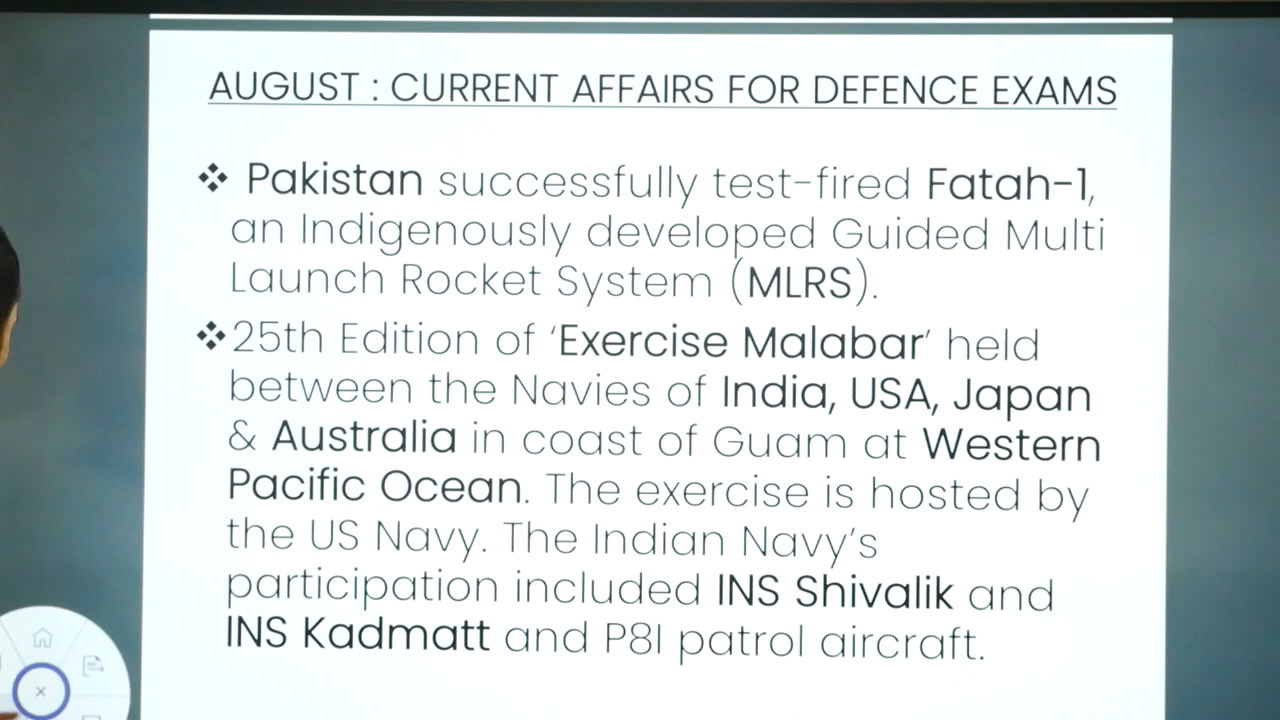 AUGUST : CURRENT AFFAIRS FOR DEFENCE EXAMS
❖ Pakistan successfully test-fired Fatah-1,
an Indigenously developed Guided Multi
Launch Rocket System (MLRS).
❖25th Edition of ‘Exercise Malabar’ held
between the Navies of India, USA, Japan
& Australia in coast of Guam at Western
Pacific Ocean. The exercise is hosted by
the US Navy. The Indian Navy’s
participation included INS Shivalik and
INS Kadmatt and P8I patrol aircraft.